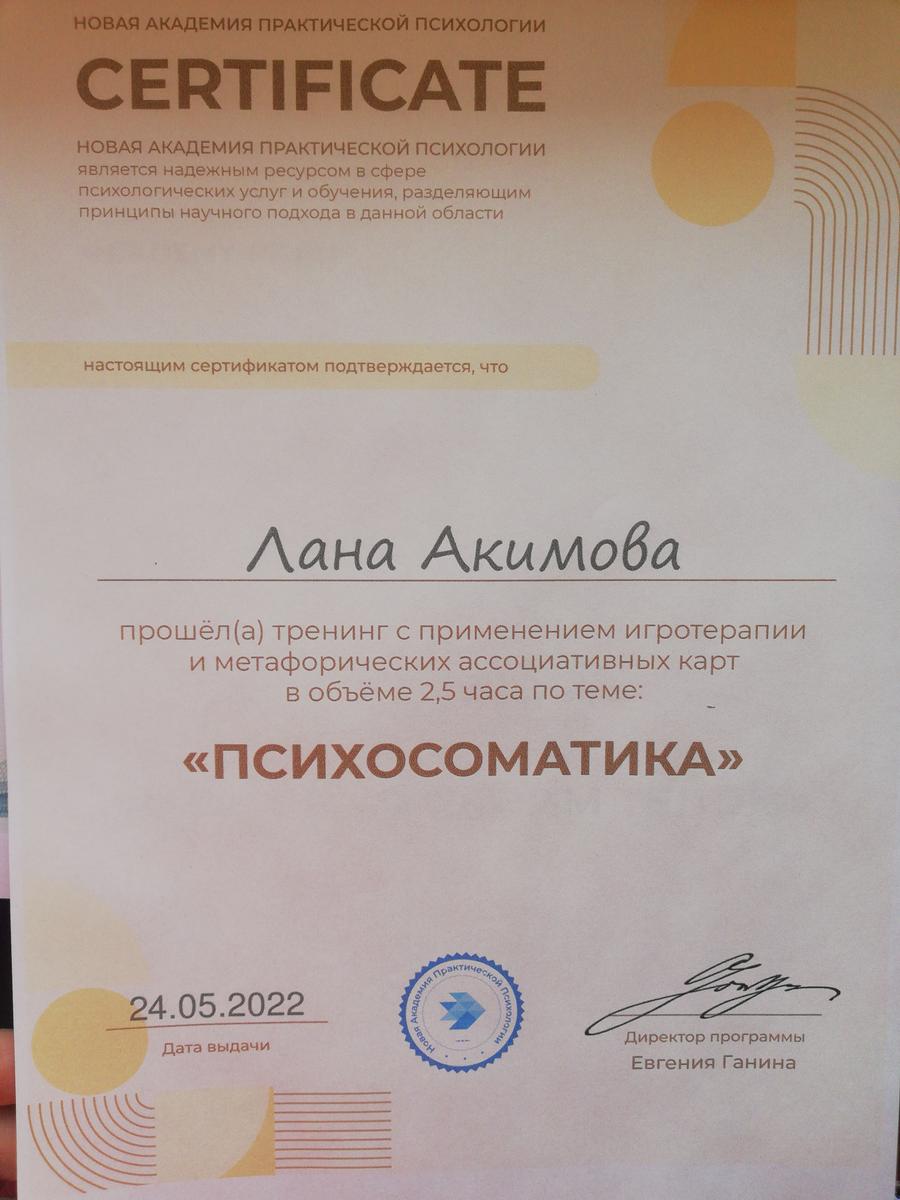 НОВАЯ АКАДЕМИЯ ПРАКТИЧЕСКОЙ ПСИХОЛОГИИ
CERTIFICATE
НОВАЯ АКАДЕМИЯ ПРАКТИЧЕСКОЙ ПСИХОЛОГИИ
является надежным ресурсом в сфере
психологических услуг и обучения, разделяющим
принципы научного подхода в данной области
настоящим сертификатом подтверждается, что
Лана Акимова
прошёл(а) тренинг с применением игротерапии
и метафорических ассоциативных карт
в объёме 2,5 часа по теме:
«ПСИХОСОМАТИКА»
24.05.2022
Дата выдачи
Новая Академия Практической Психологии
Директор программы
Евгения Ганина